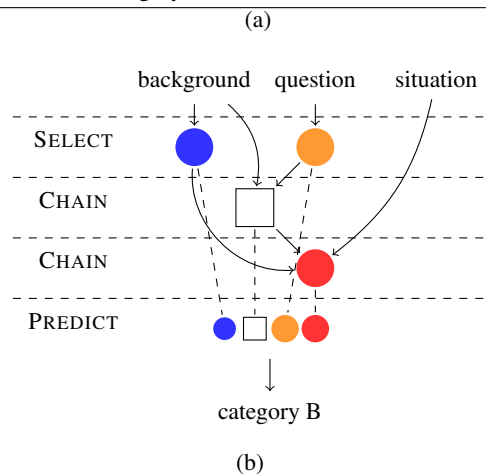 (a)
background question situation
SELECT
CHAIN
CHAIN
PREDICT
category B
(b)